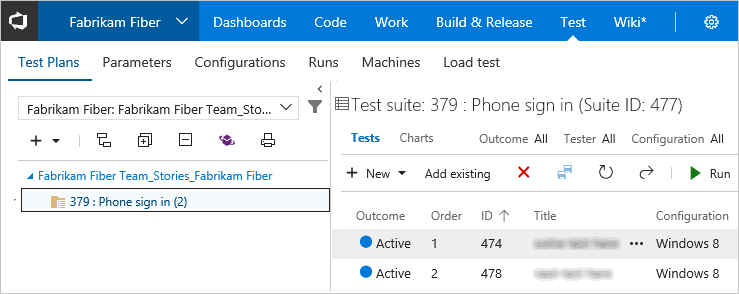 Fabrikam Fiber Dashboards Code Work Build & Release Test Wiki*
Test Plans Parameters Configurations Runs Machines Load test
Fabrikam Fiber: Fabrikam Fiber Team_Sto...
Fabrikam Fiber Team_Stories_Fabrikam Fiber
379 : Phone sign in (2)
Test suite: 379 : Phone sign in (Suite ID: 477)
Tests Charts Outcome All Tester All Configuration All
New Add existing Run
Outcome Order ID Title Configuration
Active 1 474 Windows 8
Active 2 478 Windows 8